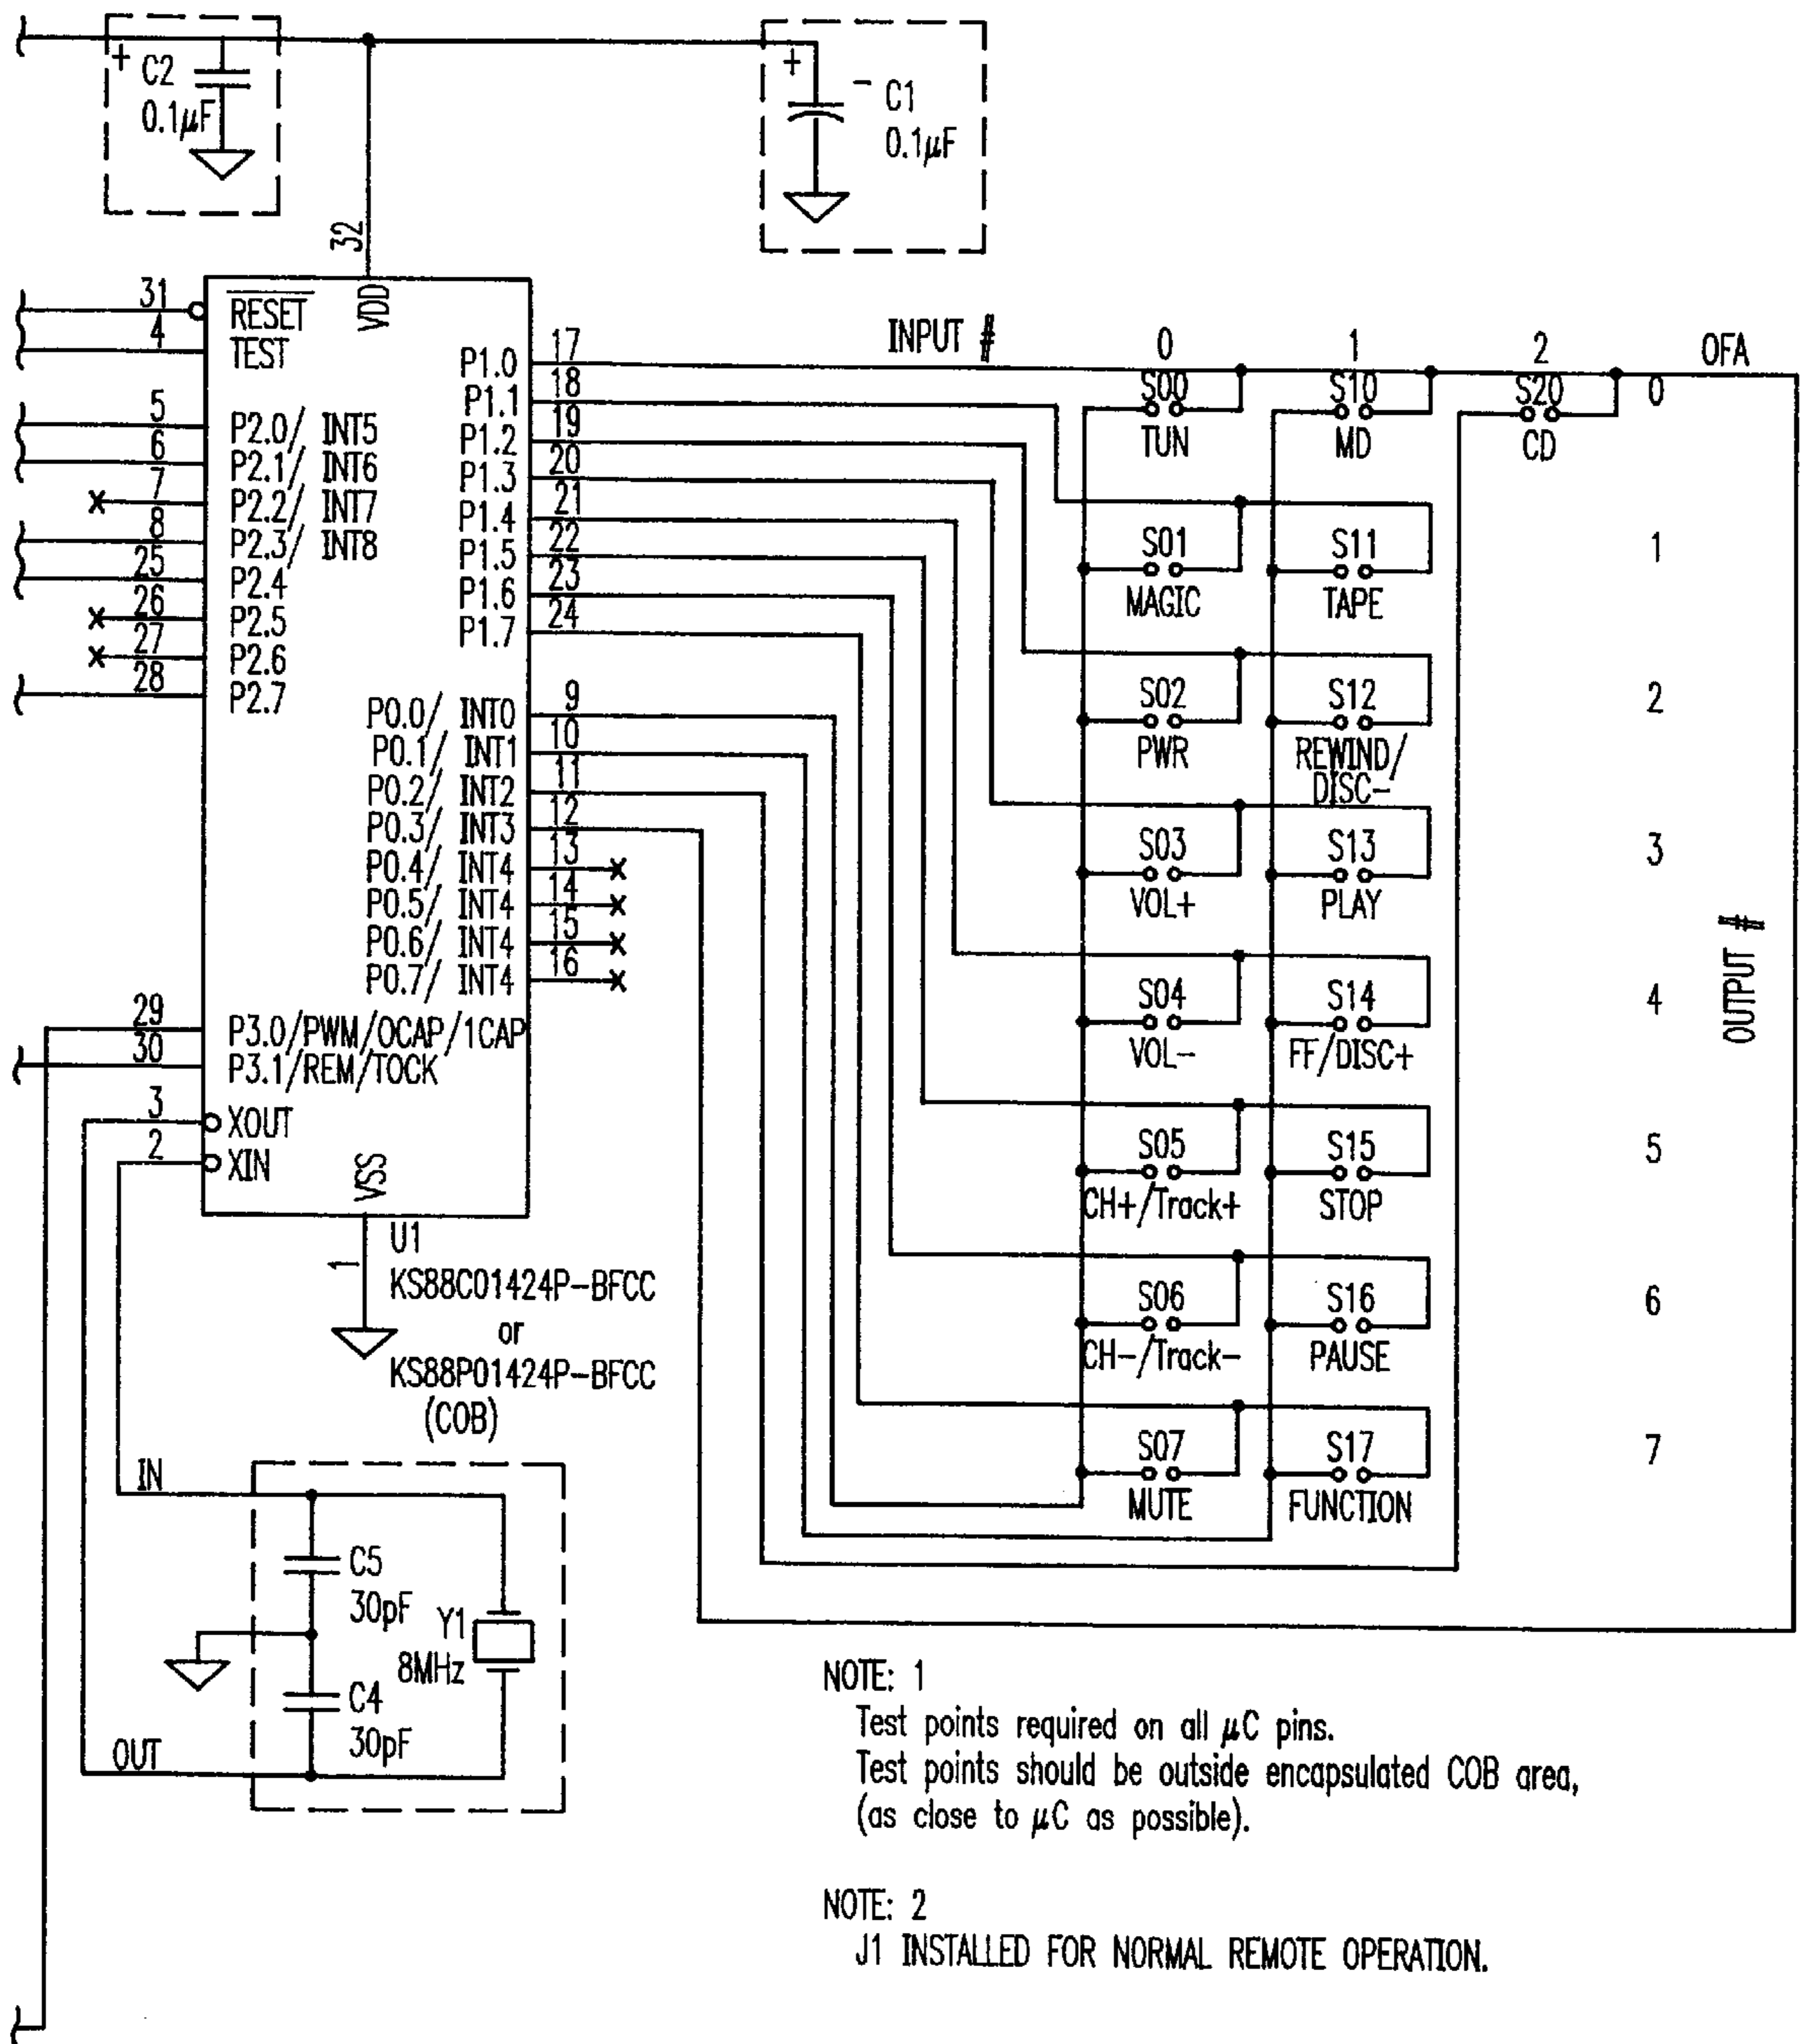 + C2
0.1µF
+ - C1
0.1µF
32
VDD
31
RESET
4
TEST
5
P2.0/ INT5
6
P2.1/ INT6
7
P2.2/ INT7
8
P2.3/ INT8
25
P2.4
26
P2.5
27
P2.6
28
P2.7
P1.0 17
P1.1 18
P1.2 19
P1.3 20
P1.4 21
P1.5 22
P1.6 23
P1.7 24
P0.0/ INT0 9
P0.1/ INT1 10
P0.2/ INT2 11
P0.3/ INT3 12
P0.4/ INT4 13
P0.5/ INT4 14
P0.6/ INT4 15
P0.7/ INT4 16
29
P3.0/PWM/OCAP/1CAP
30
P3.1/REM/TOCK
3
XOUT
2
XIN
VSS
1
U1
KS88C01424P-BFCC
or
KS88P01424P-BFCC
(COB)
INPUT # 0 1 2 OFA
S00 S10 S20 0
TUN MD CD
S01 S11 1
MAGIC TAPE
S02 S12 2
PWR REWIND/
DISC-
S03 S13 3
VOL+ PLAY
OUTPUT #
S04 S14 4
VOL- FF/DISC+
S05 S15 5
CH+/Track+ STOP
S06 S16 6
CH-/Track- PAUSE
S07 S17 7
MUTE FUNCTION
IN
C5
30pF
Y1
8MHz
C4
30pF
OUT
NOTE: 1
Test points required on all µC pins.
Test points should be outside encapsulated COB area,
(as close to µC as possible).
NOTE: 2
J1 INSTALLED FOR NORMAL REMOTE OPERATION.